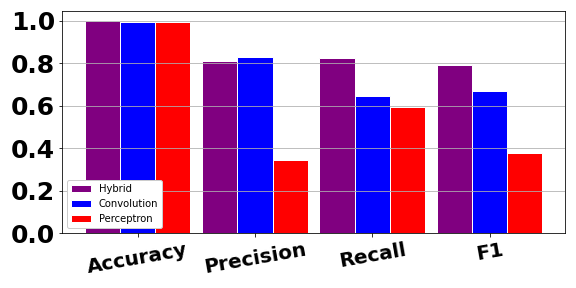 1.0
0.8
0.6
0.4
0.2
0.0
Hybrid
Convolution
Perceptron
Accuracy
Precision
Recall
F1